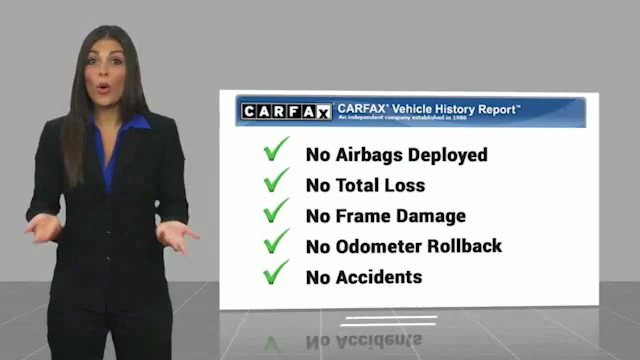 CARFAX CARFAX® Vehicle History Report™
An independent company established in 1986
No Airbags Deployed
No Total Loss
No Frame Damage
No Odometer Rollback
No Accidents